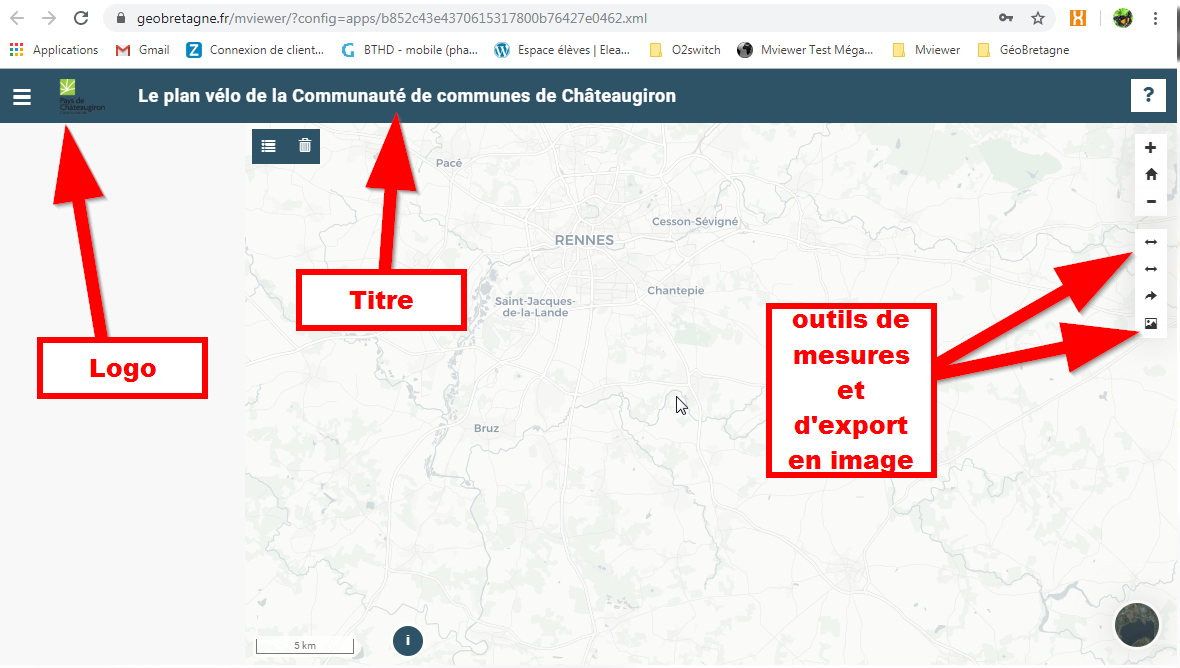 geobretagne.fr/mviewer/?config=apps/b852c43e4370615317800b76427e0462.xml
Applications
Gmail
Connexion de client...
BTHD - mobile (pha...
Espace élèves | Elea...
O2switch
Mviewer Test Méga...
Mviewer
GéoBretagne
Pays de
Châteaugiron
Le plan vélo de la Communauté de communes de Châteaugiron
?
Pacé
Cesson-Sévigné
RENNES
Chantepie
Saint-Jacques-
de-la-Lande
Titre
Logo
outils de
mesures
et
d'export
en image
Bruz
5 km
i